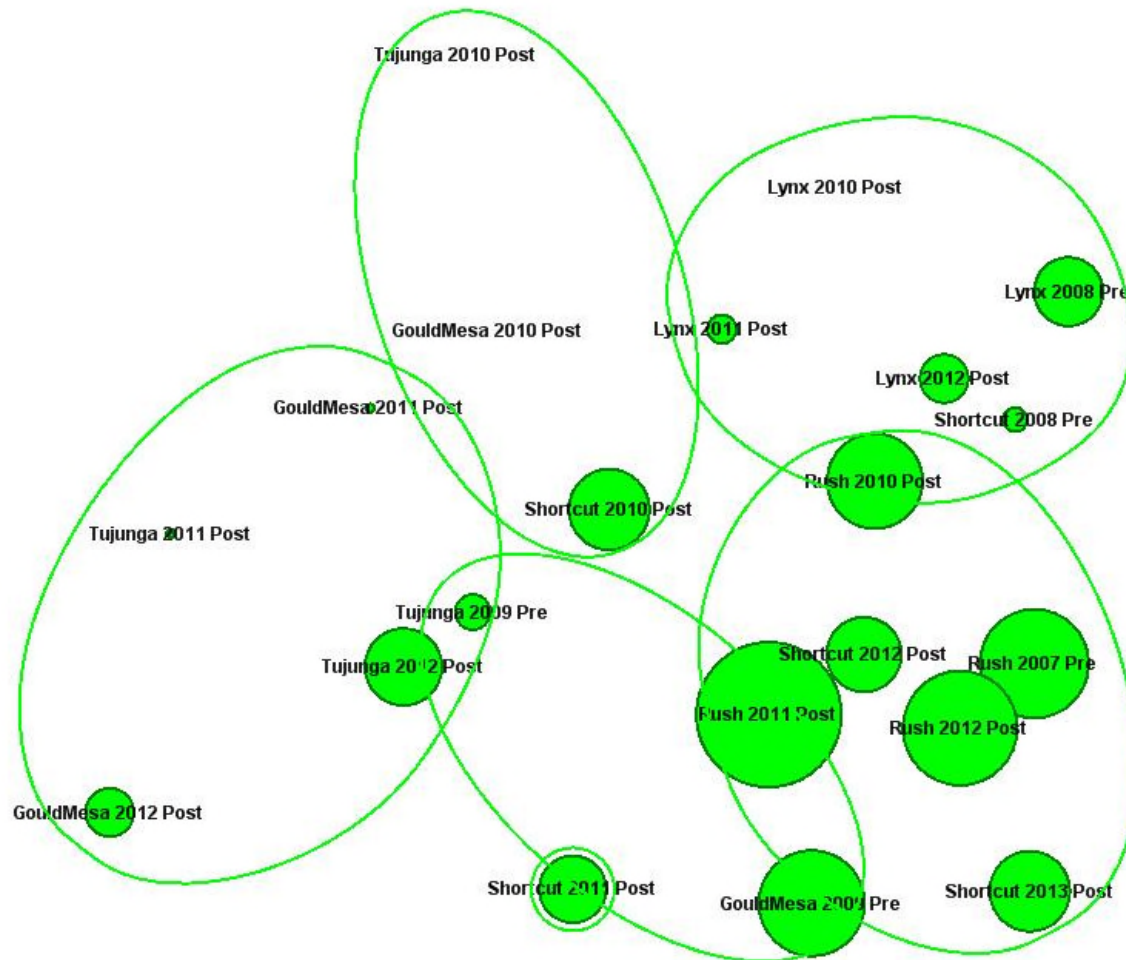 Tujunga 2010 Post
Lynx 2010 Post
Lynx 2008 Pre
GouldMesa 2010 Post
Lynx 2011 Post
Lynx 2012 Post
GouldMesa 2011 Post
Shortcut 2008 Pre
Rush 2010 Post
Shortcut 2010 Post
Tujunga 2011 Post
Tujunga 2009 Pre
Shortcut 2012 Post
Rush 2007 Pre
Tujunga 2012 Post
Rush 2011 Post
Rush 2012 Post
GouldMesa 2012 Post
Shortcut 2011 Post
Shortcut 2013 Post
GouldMesa 2009 Pre